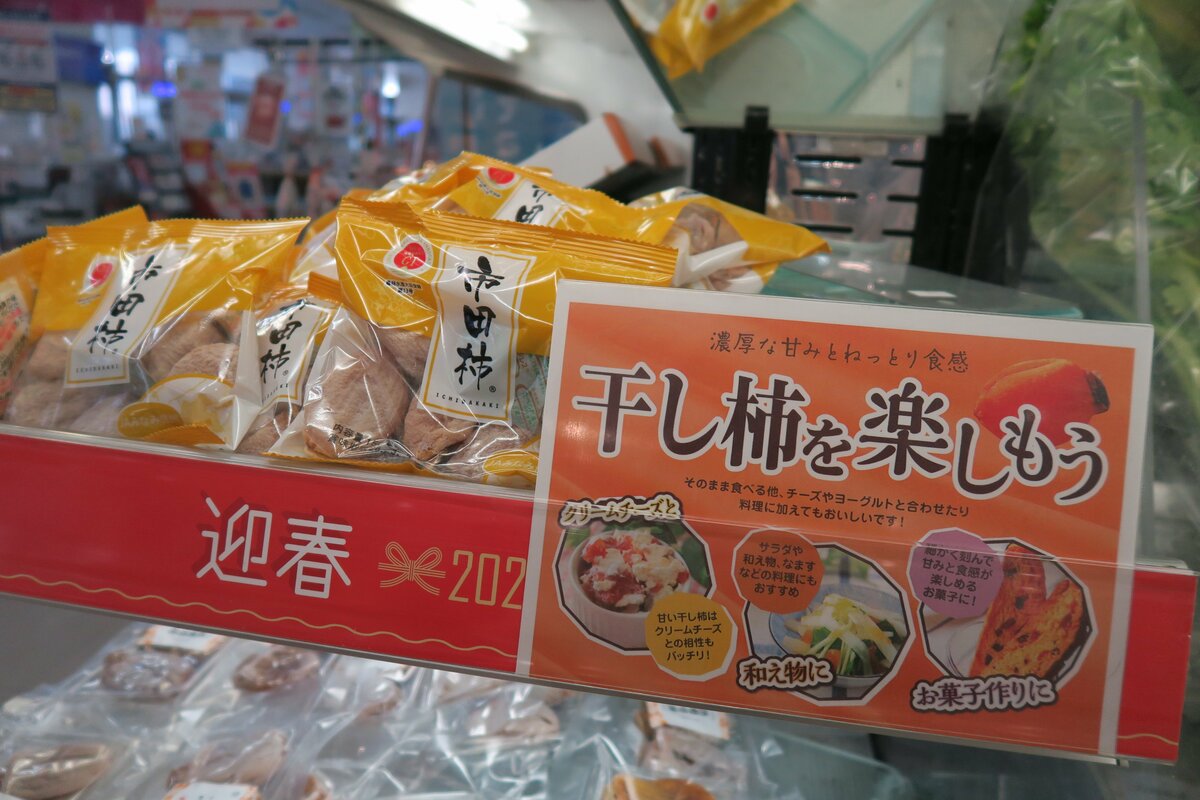 市田柿
ICHIDAKAKI
市田柿
市田柿
®
ICHIDAKAKI
内容量
迎春
202
濃厚な甘みとねっとり食感
干し柿を楽しもう
そのまま食べる他、チーズやヨーグルトと合わせたり
料理に加えてもおいしいです!
クリームチーズと
甘い干し柿は
クリームチーズ
との相性も
バッチリ!
サラダや
和え物、なます
などの料理にも
おすすめ
和え物に
細かく刻んで
甘みと食感が
楽しめる
お菓子に!
お菓子作りに